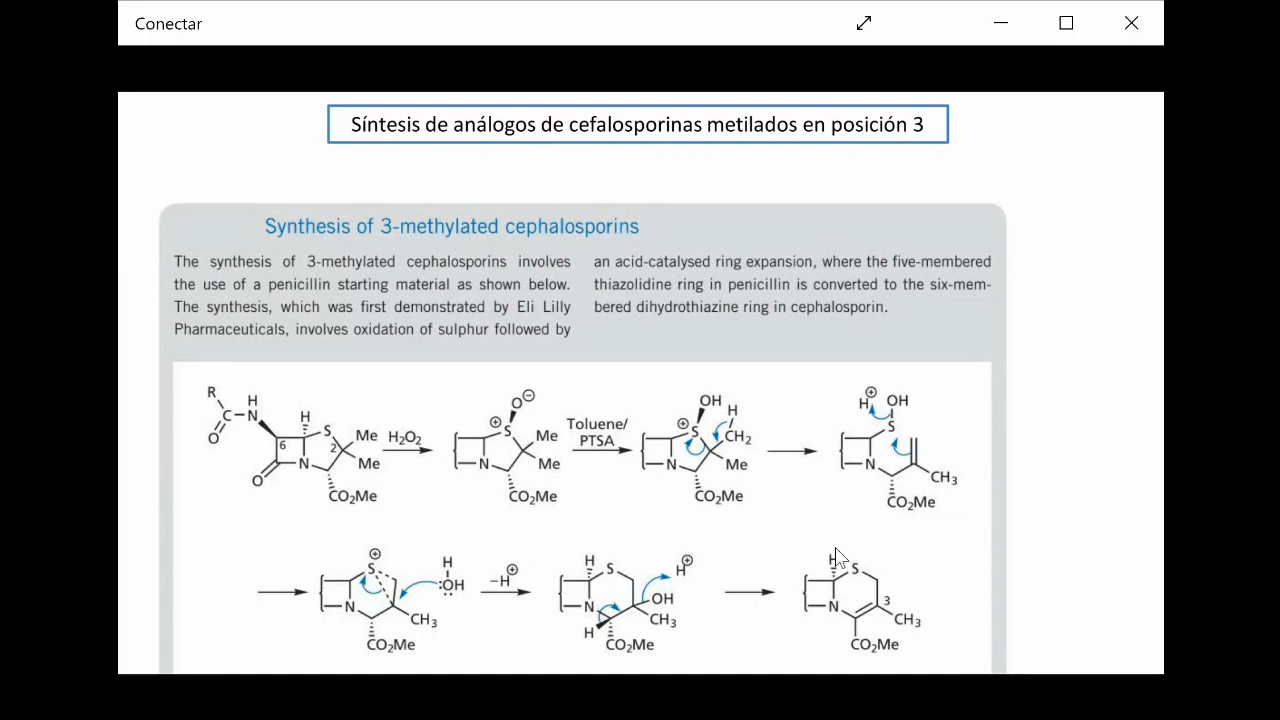 Conectar
Síntesis de análogos de cefalosporinas metilados en posición 3
Synthesis of 3-methylated cephalosporins
The synthesis of 3-methylated cephalosporins involves
the use of a penicillin starting material as shown below.
The synthesis, which was first demonstrated by Eli Lilly
Pharmaceuticals, involves oxidation of sulphur followed by
an acid-catalysed ring expansion, where the five-membered
thiazolidine ring in penicillin is converted to the six-mem-
bered dihydrothiazine ring in cephalosporin.
R
H
C
N
O
H
S
6
2
Me
Me
N
O
CO₂Me
H₂O₂
O⊖
⊕
S
Me
Me
N
CO₂Me
Toluene/
PTSA
OH
H
⊕
S
CH₂
Me
N
CO₂Me
⊕
H
OH
S
N
CH₃
CO₂Me
⊕
S
H
:OH
N
CH₃
CO₂Me
–H⊕
H
S
H⊕
N
OH
CH₃
H
CO₂Me
H
S
3
N
CH₃
CO₂Me